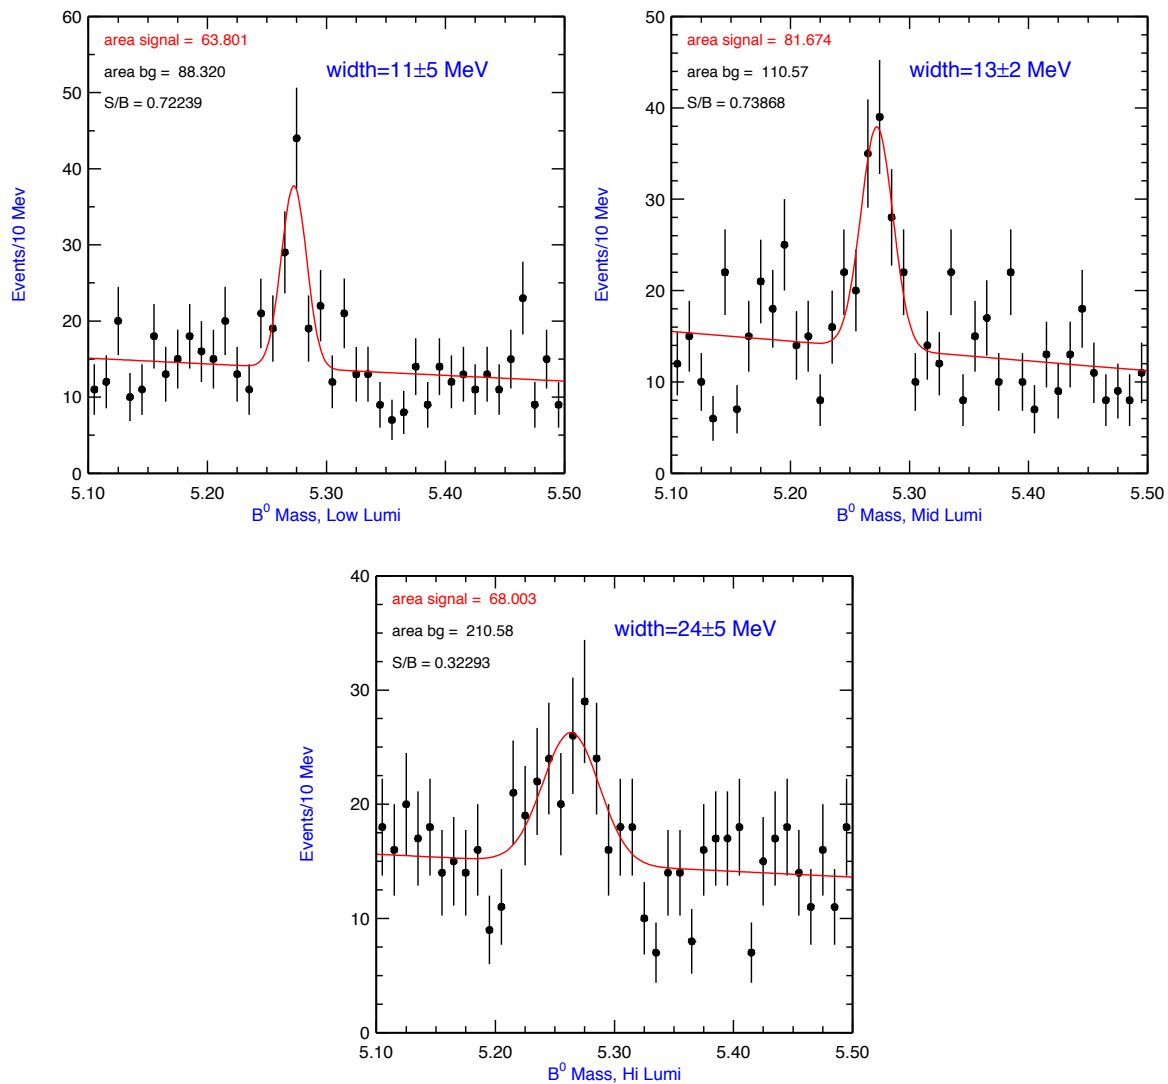 60
50
40
30
20
10
0
Events/10 Mev
area signal = 63.801
area bg = 88.320
S/B = 0.72239
width=11±5 MeV
5.10 5.20 5.30 5.40 5.50
B⁰ Mass, Low Lumi
50
40
30
20
10
0
Events/10 Mev
area signal = 81.674
area bg = 110.57
S/B = 0.73868
width=13±2 MeV
5.10 5.20 5.30 5.40 5.50
B⁰ Mass, Mid Lumi
40
30
20
10
0
Events/10 Mev
area signal = 68.003
area bg = 210.58
S/B = 0.32293
width=24±5 MeV
5.10 5.20 5.30 5.40 5.50
B⁰ Mass, Hi Lumi